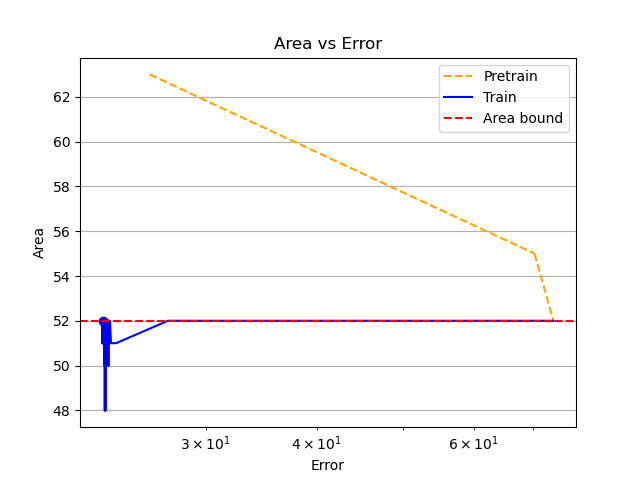 Area vs Error
Pretrain
Train
Area bound
62
60
58
56
54
52
50
48
Area
3 × 10¹
4 × 10¹
6 × 10¹
Error